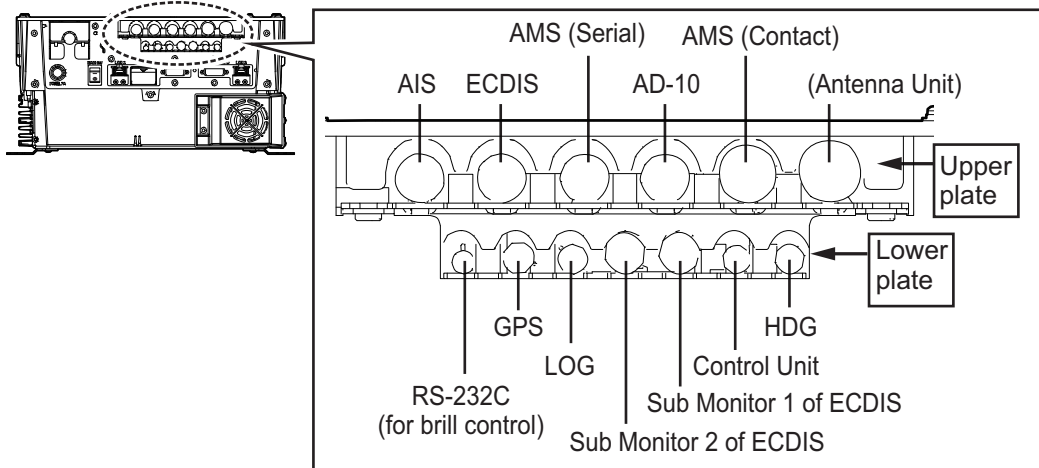 AMS (Serial)
AMS (Contact)
AIS
ECDIS
AD-10
(Antenna Unit)
Upper
plate
Lower
plate
GPS
HDG
LOG
Control Unit
RS-232C
(for brill control)
Sub Monitor 1 of ECDIS
Sub Monitor 2 of ECDIS